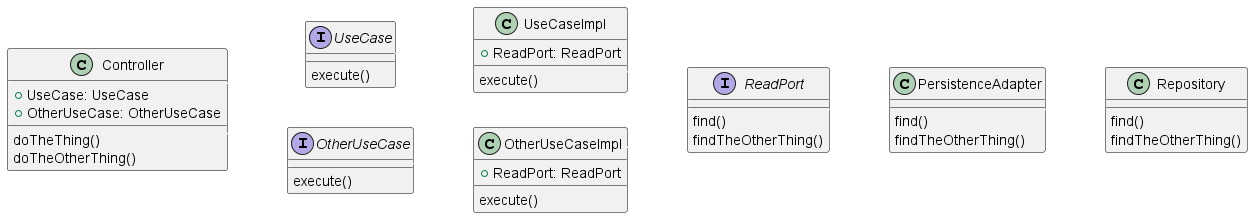 C Controller
+ UseCase: UseCase
+ OtherUseCase: OtherUseCase
doTheThing()
doTheOtherThing()
I UseCase
execute()
I OtherUseCase
execute()
C UseCaseImpl
+ ReadPort: ReadPort
execute()
C OtherUseCaseImpl
+ ReadPort: ReadPort
execute()
I ReadPort
find()
findTheOtherThing()
C PersistenceAdapter
find()
findTheOtherThing()
C Repository
find()
findTheOtherThing()